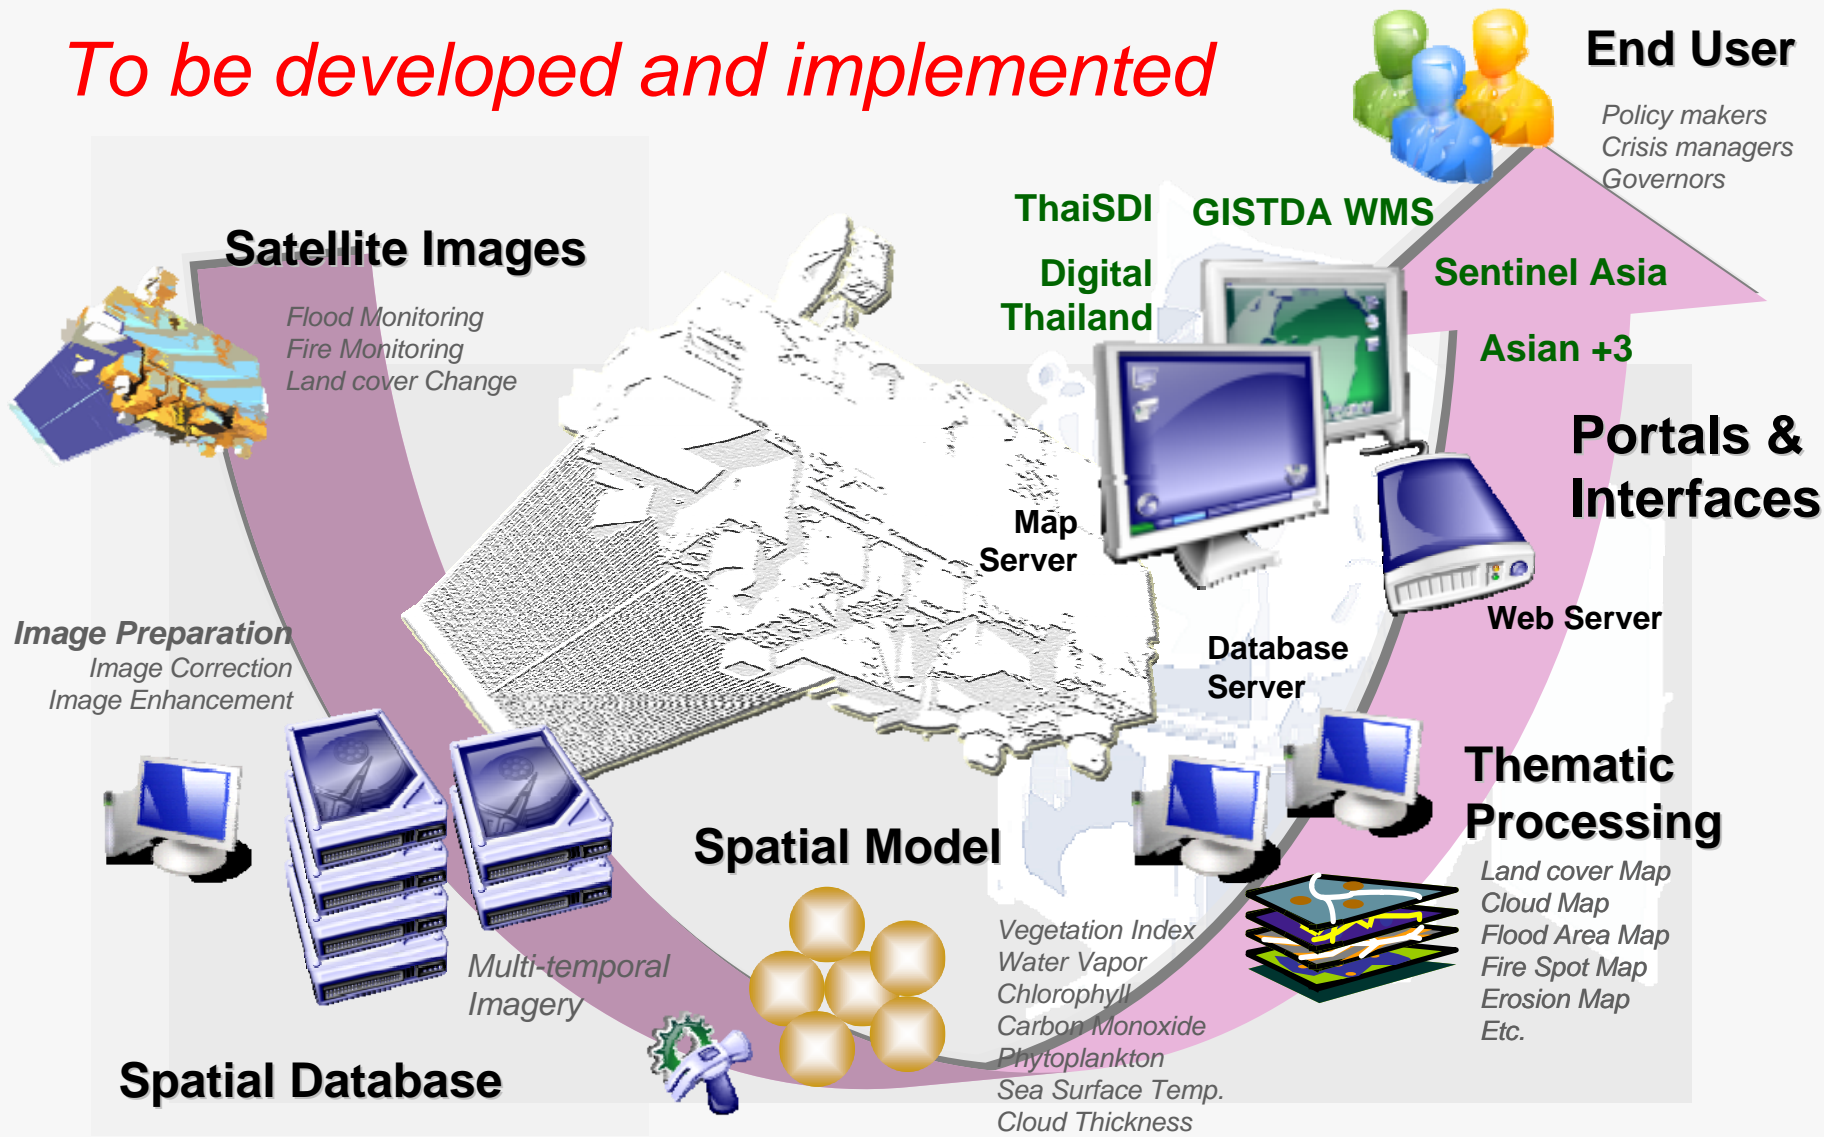 To be developed and implemented
End User
Policy makers
Crisis managers
Governors
ThaiSDI
GISTDA WMS
Digital
Thailand
Sentinel Asia
Asian +3
Satellite Images
Flood Monitoring
Fire Monitoring
Land cover Change
Portals &
Interfaces
Map
Server
Web Server
Database
Server
Image Preparation
Image Correction
Image Enhancement
Thematic
Processing
Land cover Map
Cloud Map
Flood Area Map
Fire Spot Map
Erosion Map
Etc.
Spatial Model
Vegetation Index
Water Vapor
Chlorophyll
Carbon Monoxide
Phytoplankton
Sea Surface Temp.
Cloud Thickness
Multi-temporal
Imagery
Spatial Database